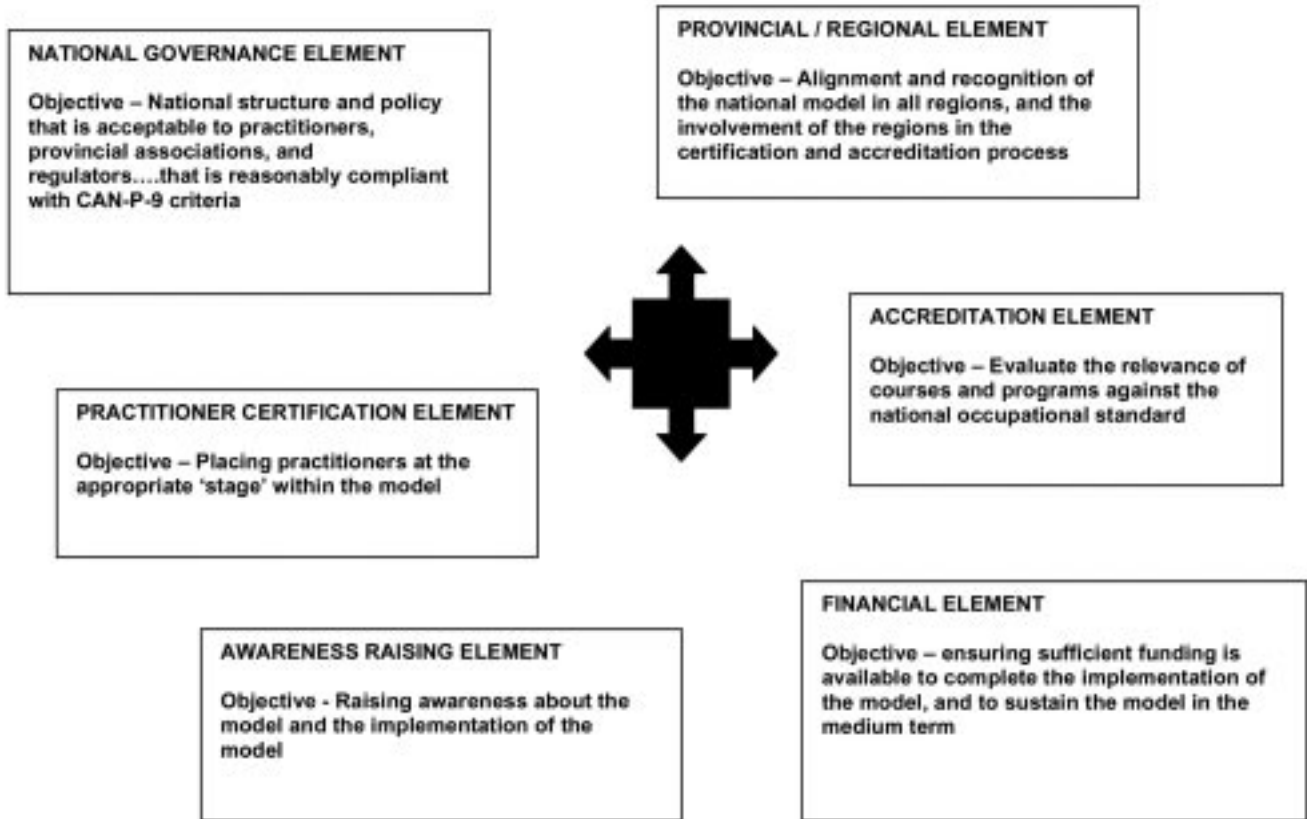 NATIONAL GOVERNANCE ELEMENT
Objective – National structure and policy
that is acceptable to practitioners,
provincial associations, and
regulators….that is reasonably compliant
with CAN-P-9 criteria
PROVINCIAL / REGIONAL ELEMENT
Objective – Alignment and recognition of
the national model in all regions, and the
involvement of the regions in the
certification and accreditation process
ACCREDITATION ELEMENT
Objective – Evaluate the relevance of
courses and programs against the
national occupational standard
PRACTITIONER CERTIFICATION ELEMENT
Objective – Placing practitioners at the
appropriate ‘stage’ within the model
FINANCIAL ELEMENT
Objective – ensuring sufficient funding is
available to complete the implementation of
the model, and to sustain the model in the
medium term
AWARENESS RAISING ELEMENT
Objective - Raising awareness about the
model and the implementation of the
model